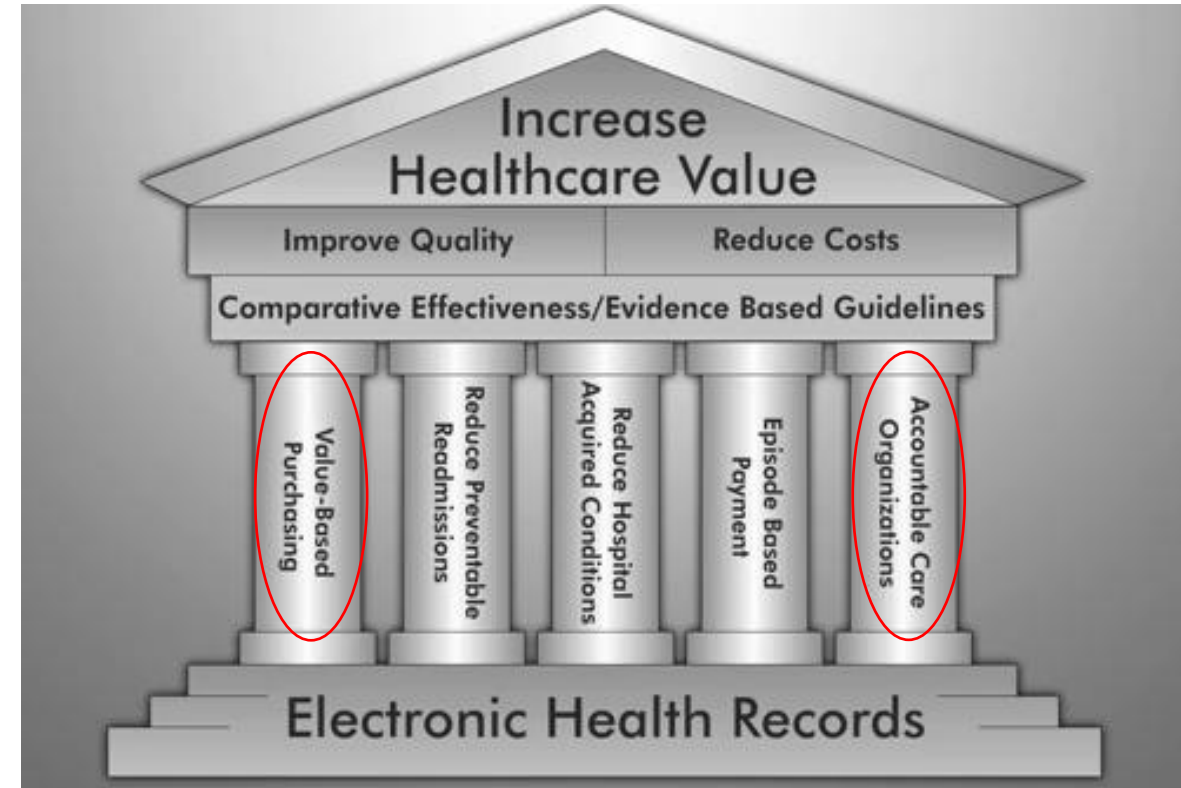 Increase
Healthcare Value
Improve Quality
Reduce Costs
Comparative Effectiveness/Evidence Based Guidelines
Value-Based
Purchasing
Reduce Preventable
Readmissions
Reduce Hospital
Acquired Conditions
Episode Based
Payment
Accountable Care
Organizations
Electronic Health Records